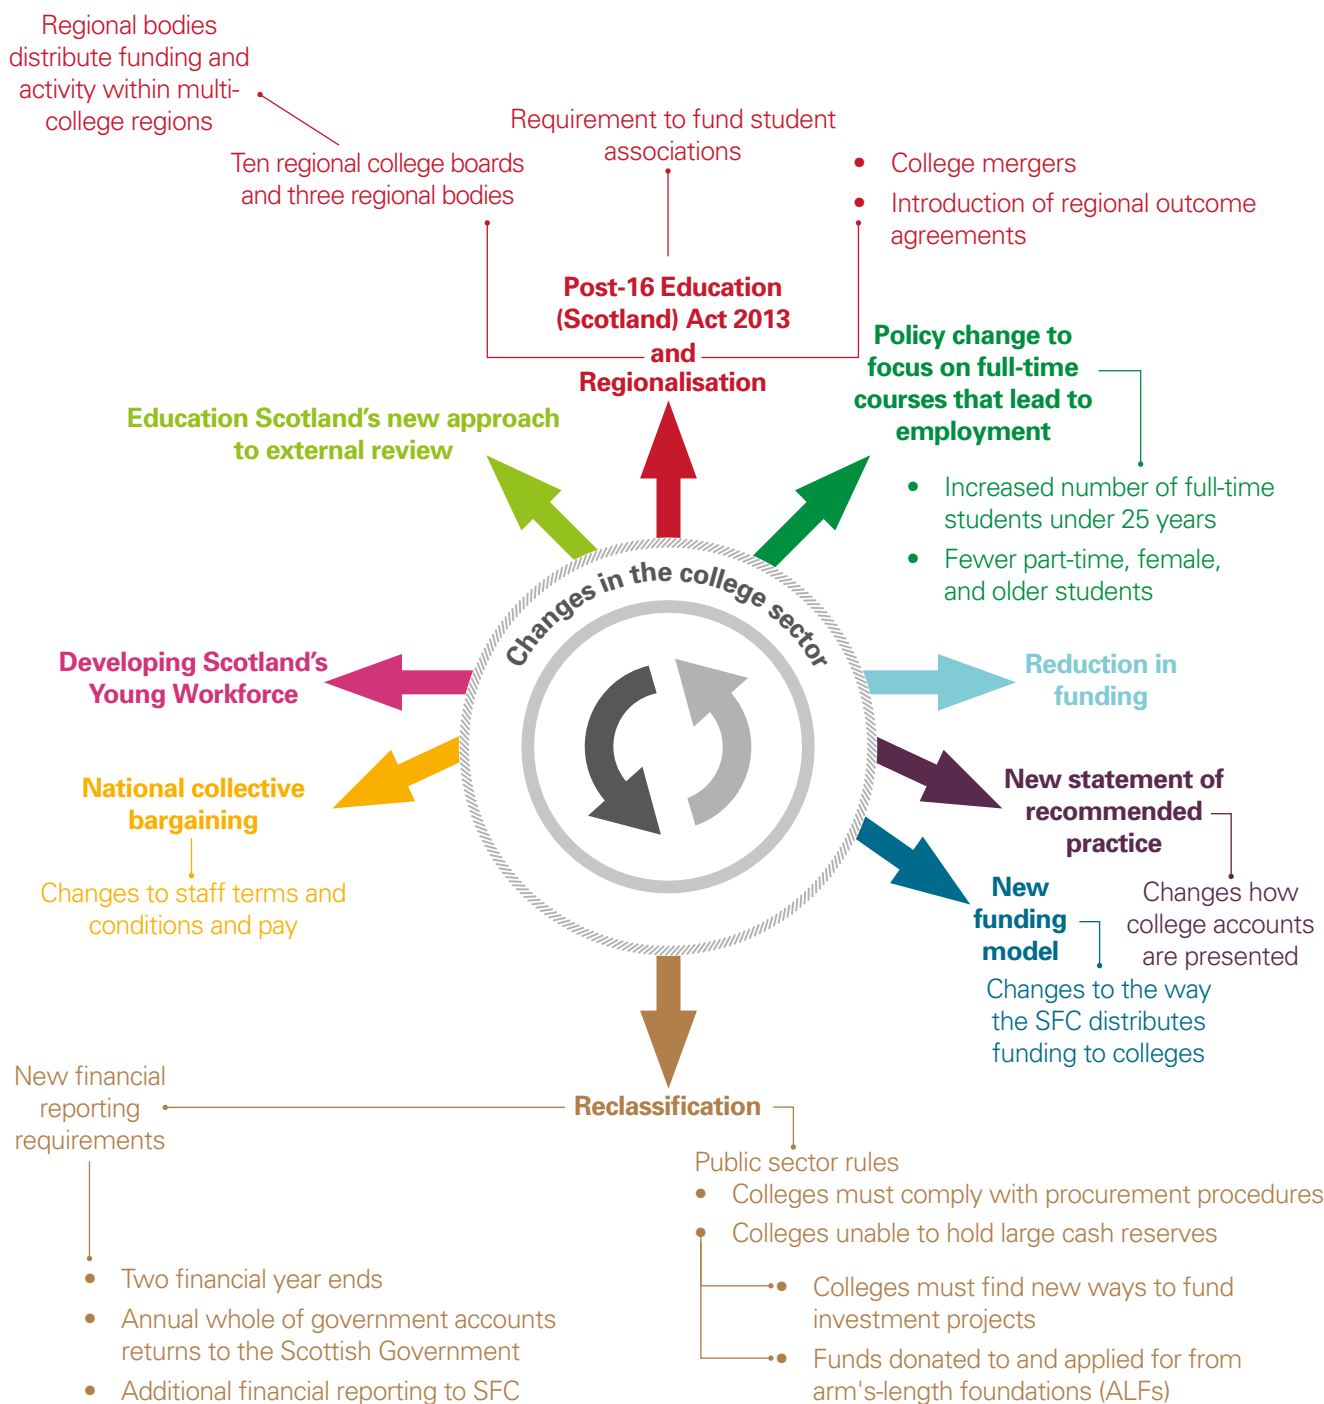 Regional bodies
distribute funding and
activity within multi-
college regions
Ten regional college boards
and three regional bodies
Requirement to fund student
associations
• College mergers
• Introduction of regional outcome
agreements
Post-16 Education
(Scotland) Act 2013
and
Regionalisation
Policy change to
focus on full-time
courses that lead to
employment
• Increased number of full-time
students under 25 years
• Fewer part-time, female,
and older students
Education Scotland's new approach
to external review
Changes in the college sector
Developing Scotland's
Young Workforce
Reduction in
funding
National collective
bargaining
Changes to staff terms and
conditions and pay
New statement of
recommended
practice
Changes how
college accounts
are presented
New
funding
model
Changes to the way
the SFC distributes
funding to colleges
Reclassification
New financial
reporting
requirements
• Two financial year ends
• Annual whole of government accounts
returns to the Scottish Government
• Additional financial reporting to SFC
Public sector rules
• Colleges must comply with procurement procedures
• Colleges unable to hold large cash reserves
• Colleges must find new ways to fund
investment projects
• Funds donated to and applied for from
arm's-length foundations (ALFs)